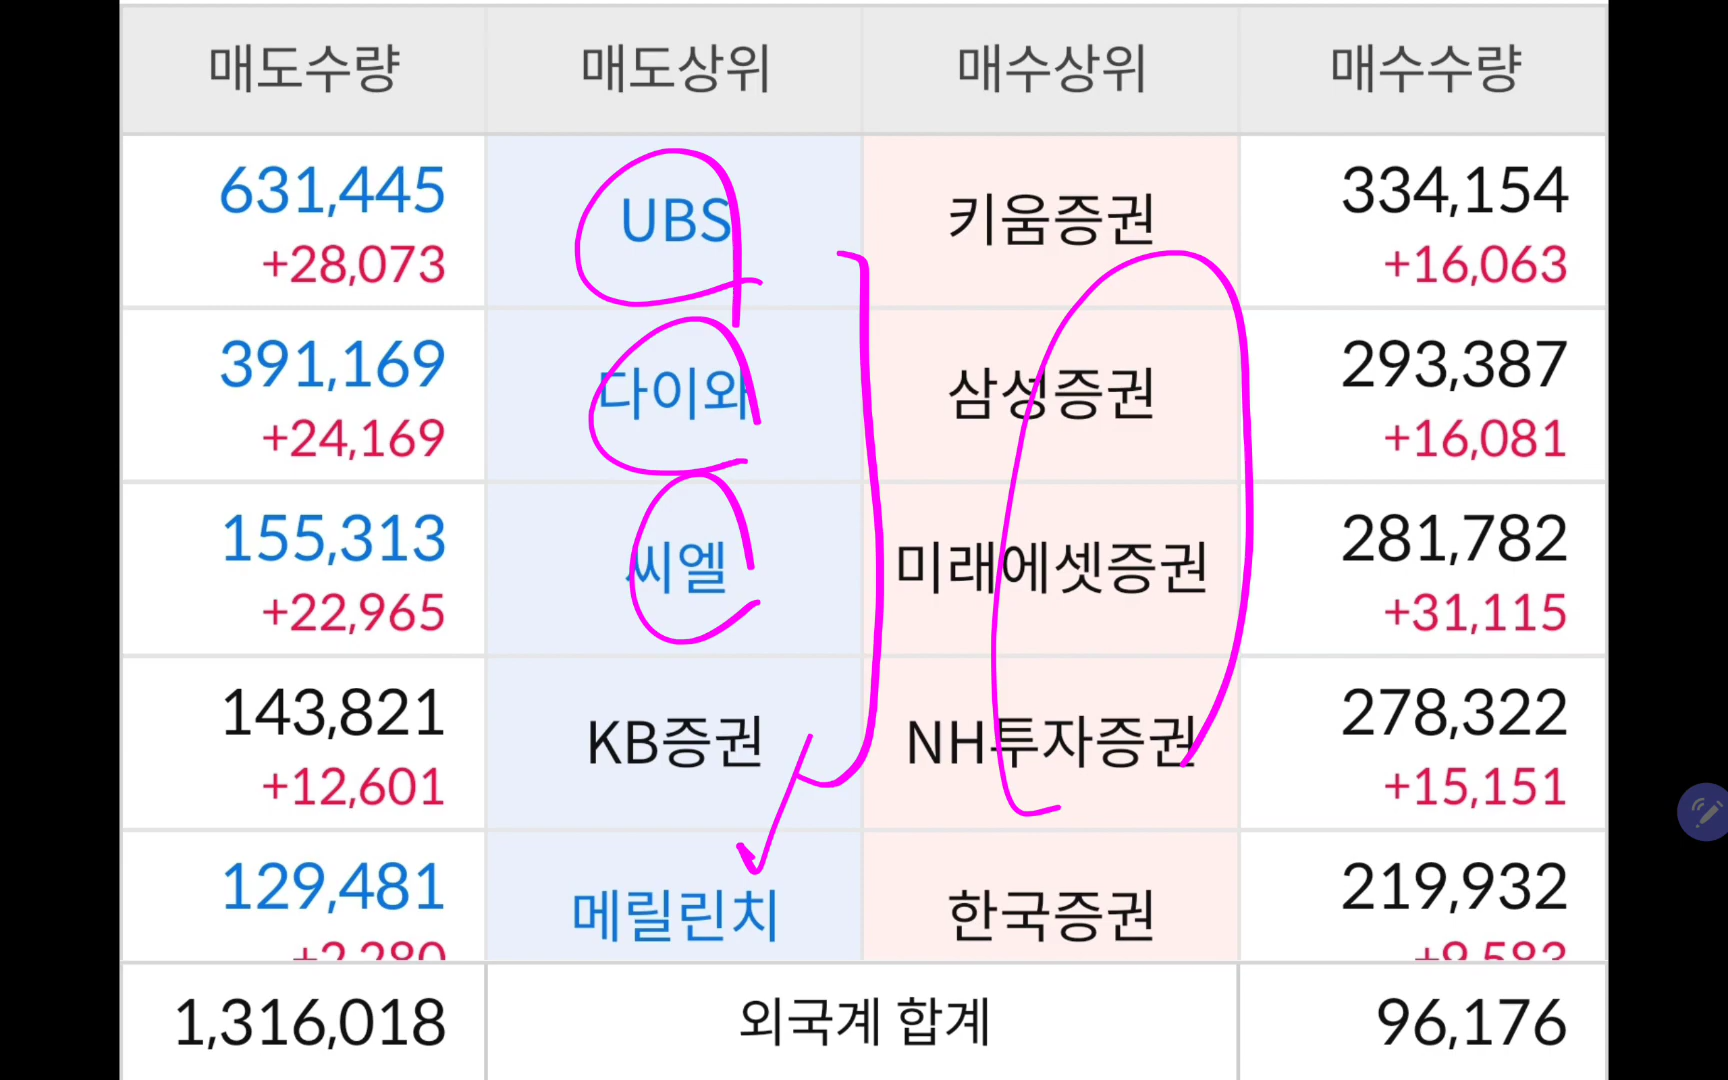 매도수량 매도상위 매수상위 매수수량
631,445 UBS 키움증권 334,154
+28,073 +16,063
391,169 다이와 삼성증권 293,387
+24,169 +16,081
155,313 씨엘 미래에셋증권 281,782
+22,965 +31,115
143,821 KB증권 NH투자증권 278,322
+12,601 +15,151
129,481 메릴린치 한국증권 219,932
+2,280 +9,583
1,316,018 외국계 합계 96,176